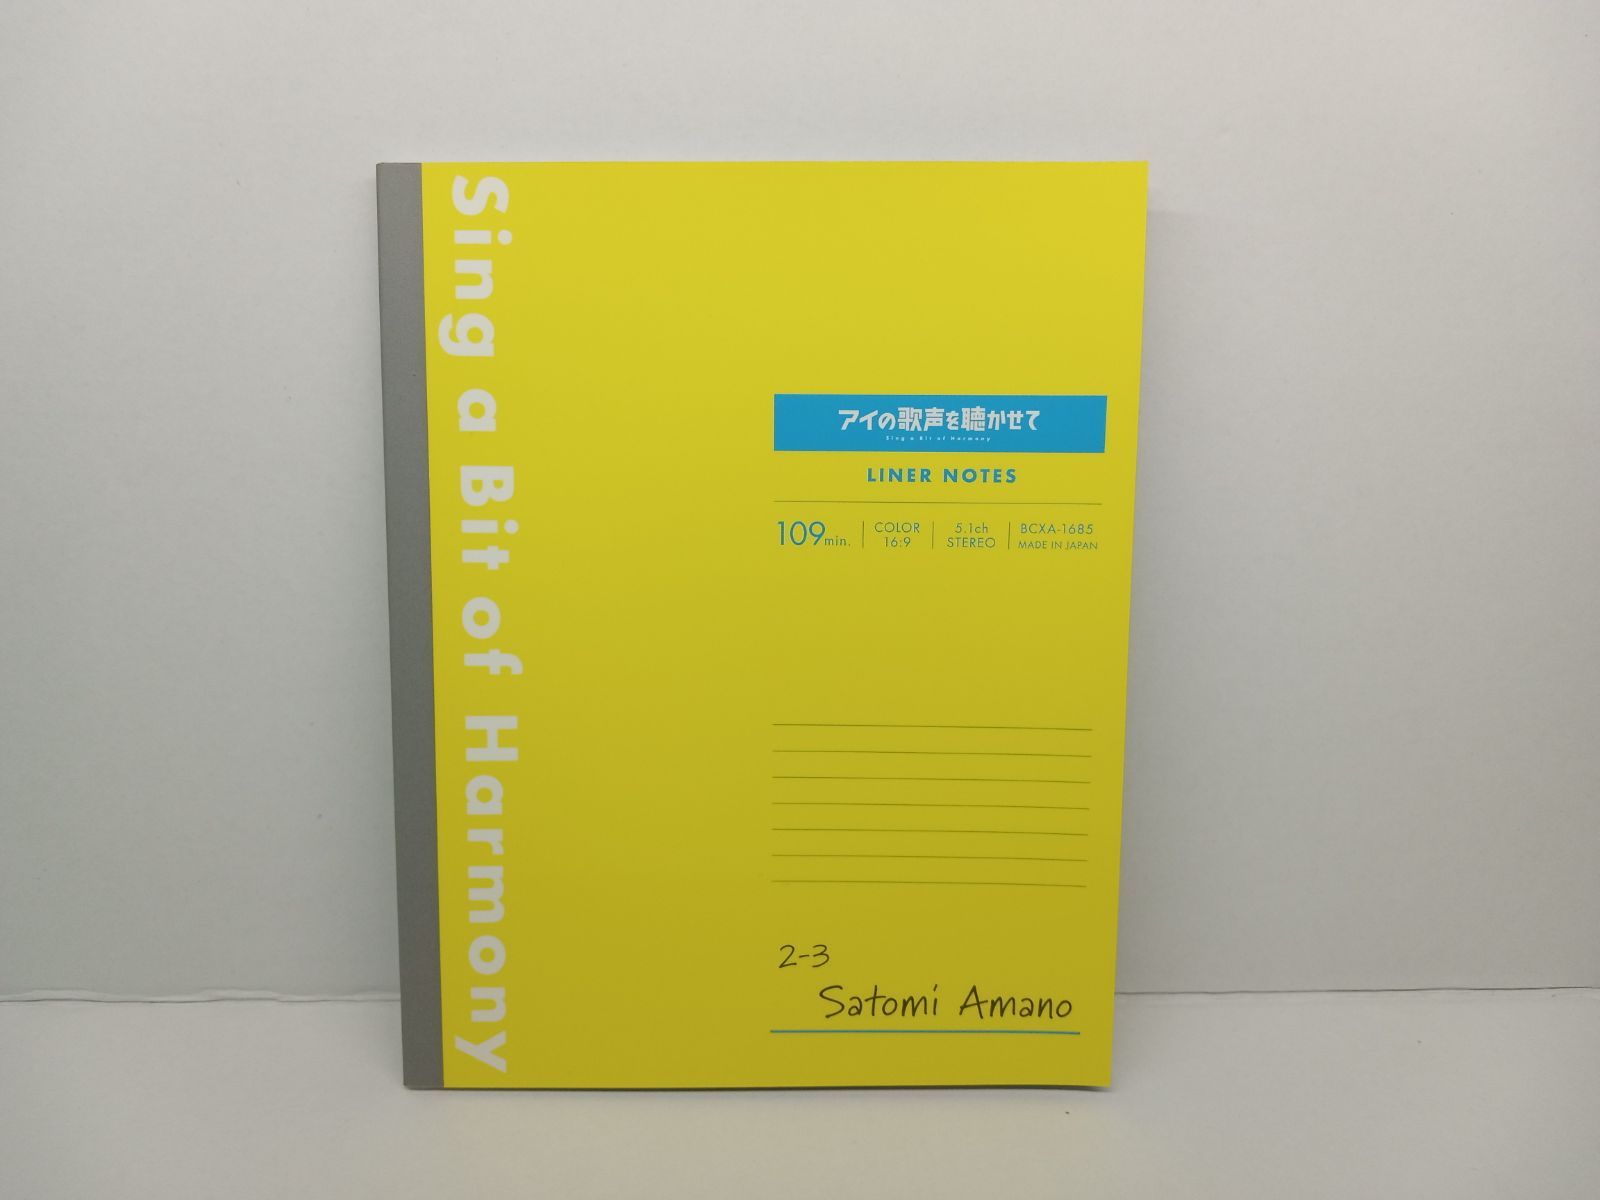 Sing a Bit of Harmony
アイの歌声を聴かせて
Sing a Bit of Harmony
LINER NOTES
109min.
COLOR
16:9
5.1ch
STEREO
BCXA-1685
MADE IN JAPAN
2-3
Satomi Amano